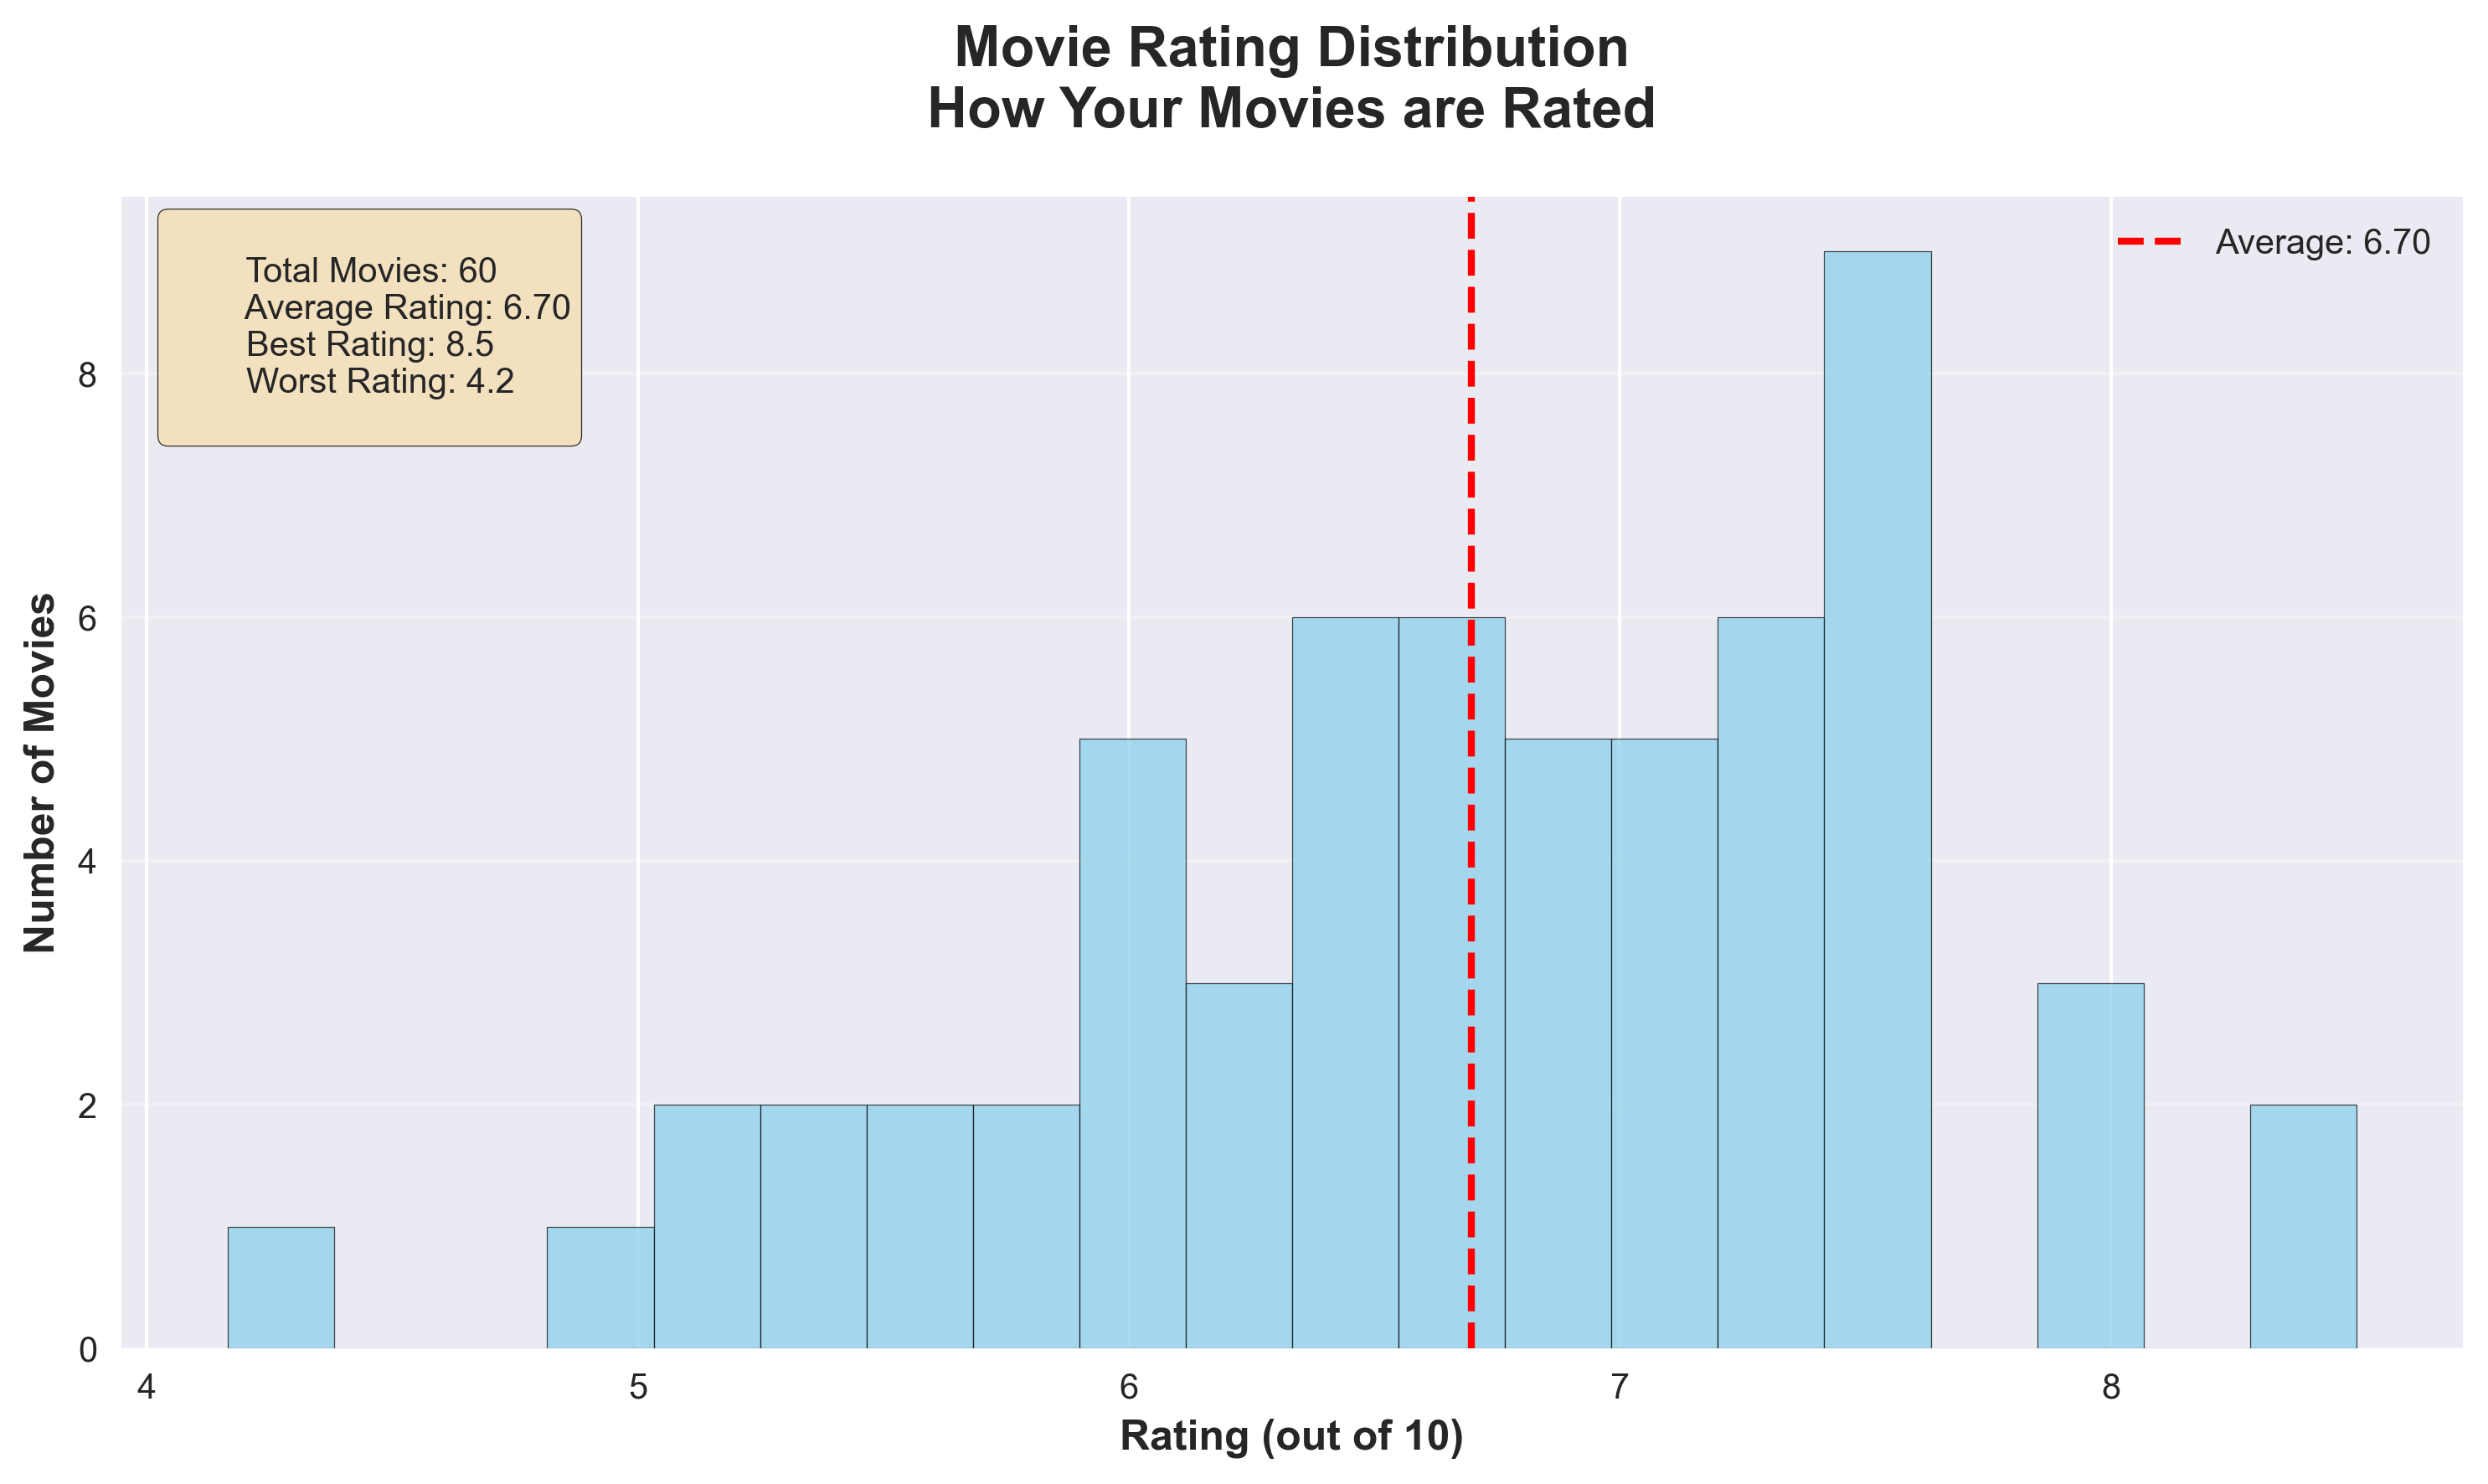 Movie Rating Distribution
How Your Movies are Rated
Total Movies: 60
Average Rating: 6.70
Best Rating: 8.5
Worst Rating: 4.2
Average: 6.70
Number of Movies
8
6
4
2
0
4 5 6 7 8
Rating (out of 10)